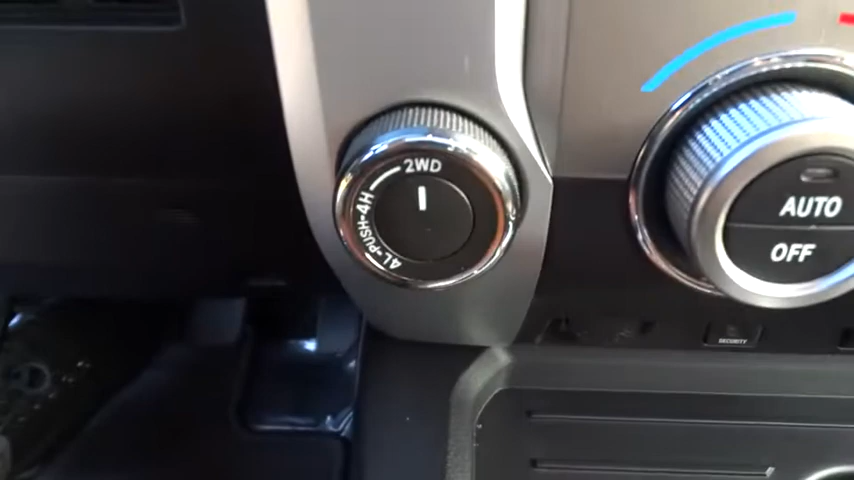 2WD
4H
PUSH
4L
AUTO
OFF
SECURITY